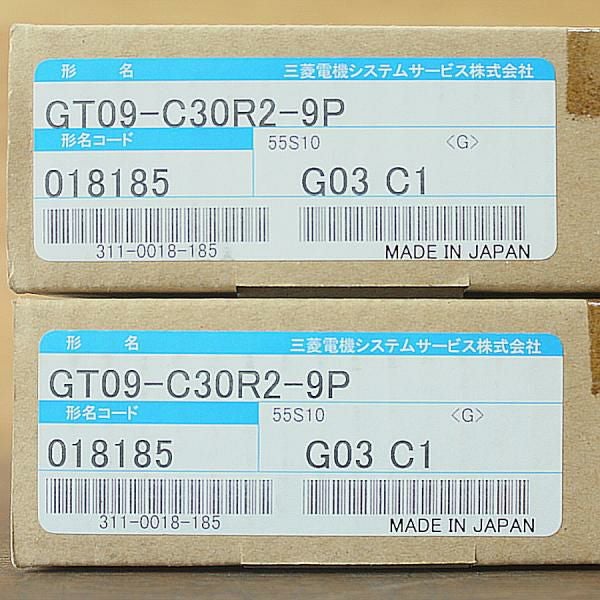 形 名 三菱電機システムサービス株式会社
GT09-C30R2-9P
形名コード 55S10 <G>
018185 G03 C1
311-0018-185 MADE IN JAPAN
形 名 三菱電機システムサービス株式会社
GT09-C30R2-9P
形名コード 55S10 <G>
018185 G03 C1
311-0018-185 MADE IN JAPAN